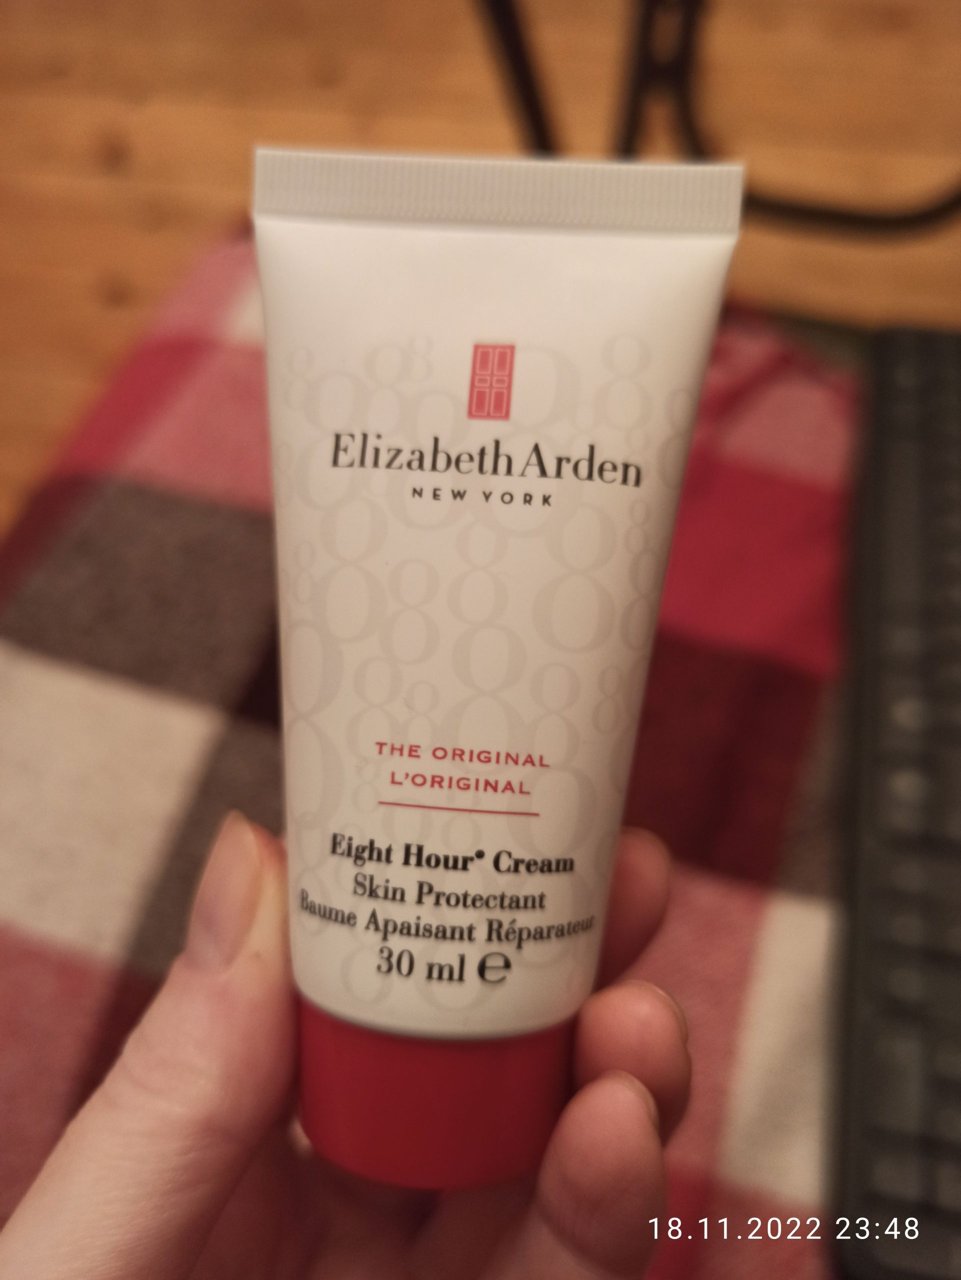 Elizabeth Arden
NEW YORK
THE ORIGINAL
L'ORIGINAL
Eight Hour® Cream
Skin Protectant
Baume Apaisant Réparateur
30 ml ℮
18.11.2022 23:48